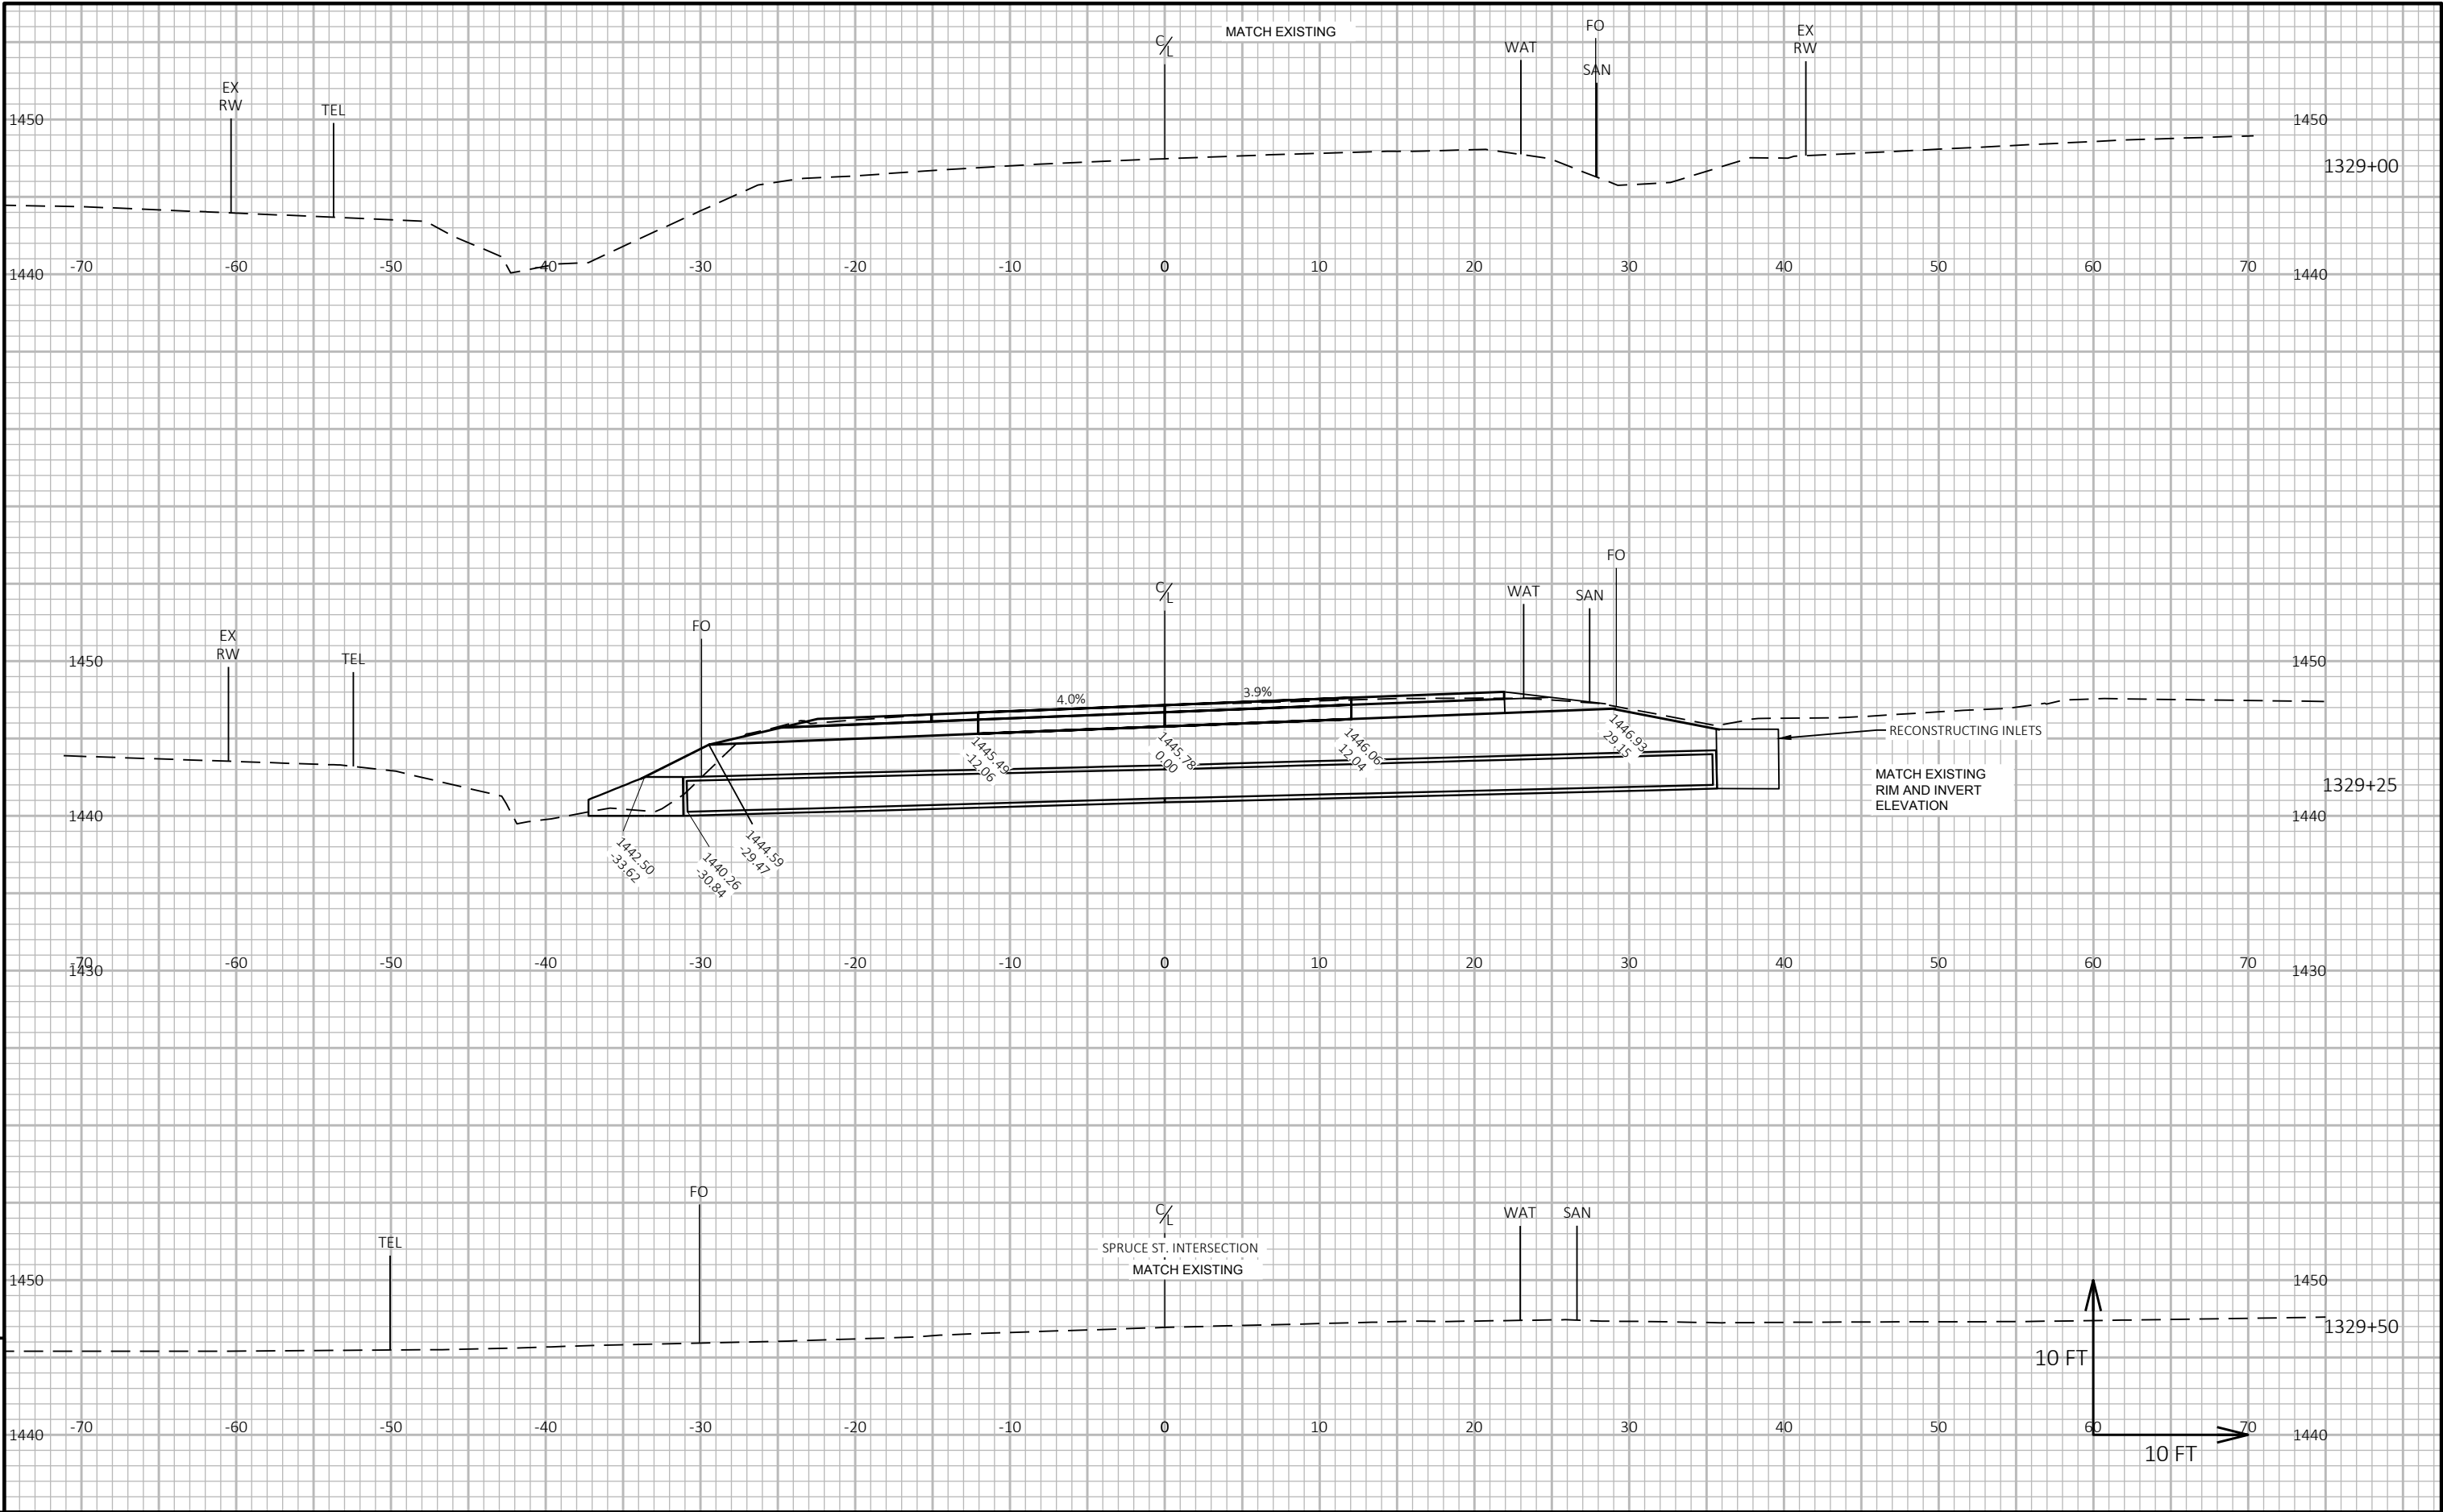 MATCH EXISTING
C/L
WAT
FO
SAN
EX
RW
EX
RW
TEL
1450
1450
1329+00
1440
-70
-60
-50
-40
-30
-20
-10
0
10
20
30
40
50
60
70
1440
FO
C/L
WAT
SAN
FO
EX
RW
TEL
1450
1450
4.0%
3.9%
1445.49
-12.06
1445.78
0.00
1446.06
12.04
1446.93
29.15
RECONSTRUCTING INLETS
MATCH EXISTING
RIM AND INVERT
ELEVATION
1329+25
1440
1440
1442.50
-33.62
1440.26
-30.84
1444.59
-29.47
-70
1430
-60
-50
-40
-30
-20
-10
0
10
20
30
40
50
60
70
1430
FO
C/L
WAT
SAN
TEL
SPRUCE ST. INTERSECTION
MATCH EXISTING
1450
1450
1329+50
10 FT
1440
-70
-60
-50
-40
-30
-20
-10
0
10
20
30
40
50
60
70
1440
10 FT